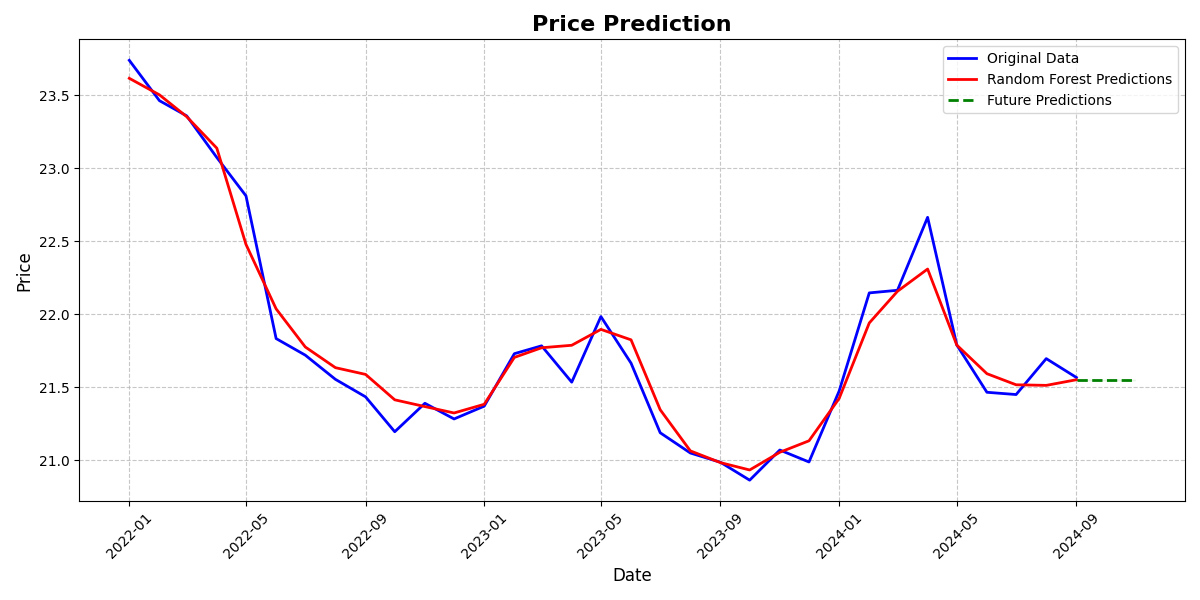 Price Prediction
Original Data
Random Forest Predictions
Future Predictions
Price
23.5
23.0
22.5
22.0
21.5
21.0
2022-01
2022-05
2022-09
2023-01
2023-05
2023-09
2024-01
2024-05
2024-09
Date